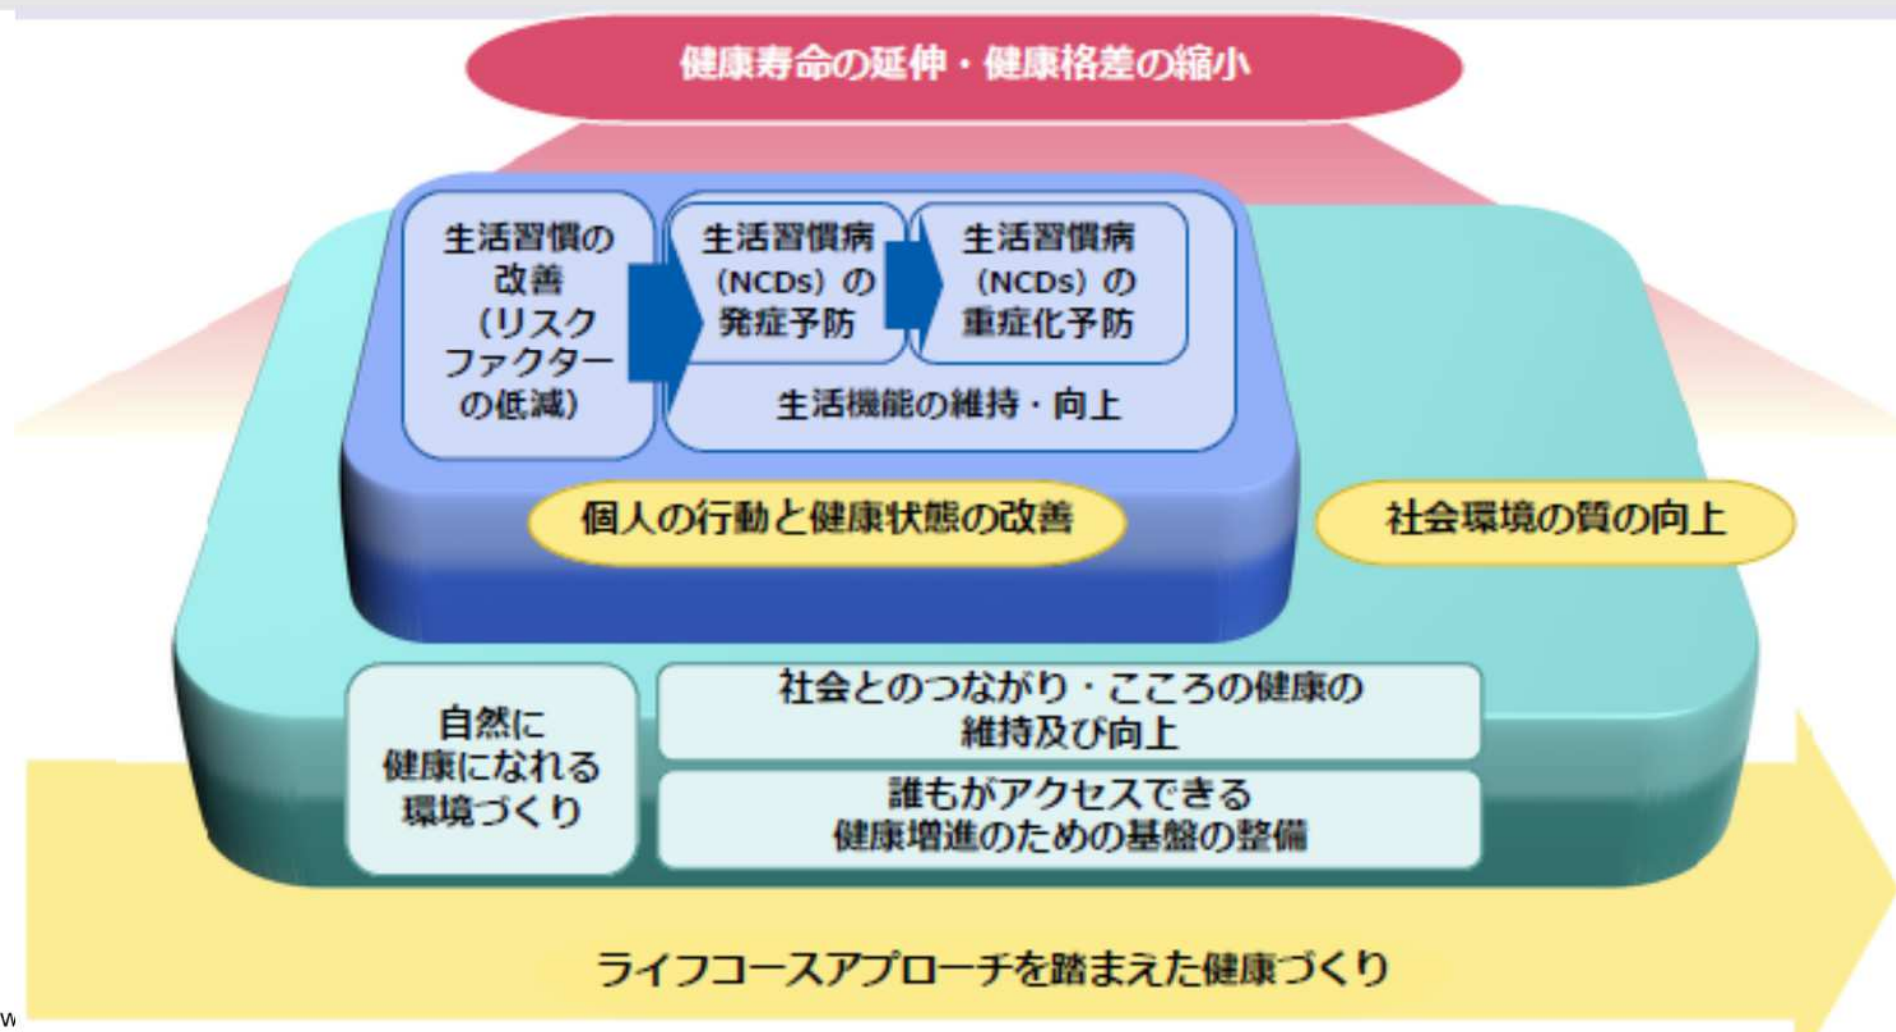 健康寿命の延伸・健康格差の縮小
生活習慣の
改善
（リスク
ファクター
の低減）
生活習慣病
（NCDs）の
発症予防
生活習慣病
（NCDs）の
重症化予防
生活機能の維持・向上
個人の行動と健康状態の改善
社会環境の質の向上
自然に
健康になれる
環境づくり
社会とのつながり・こころの健康の
維持及び向上
誰もがアクセスできる
健康増進のための基盤の整備
ライフコースアプローチを踏まえた健康づくり
w